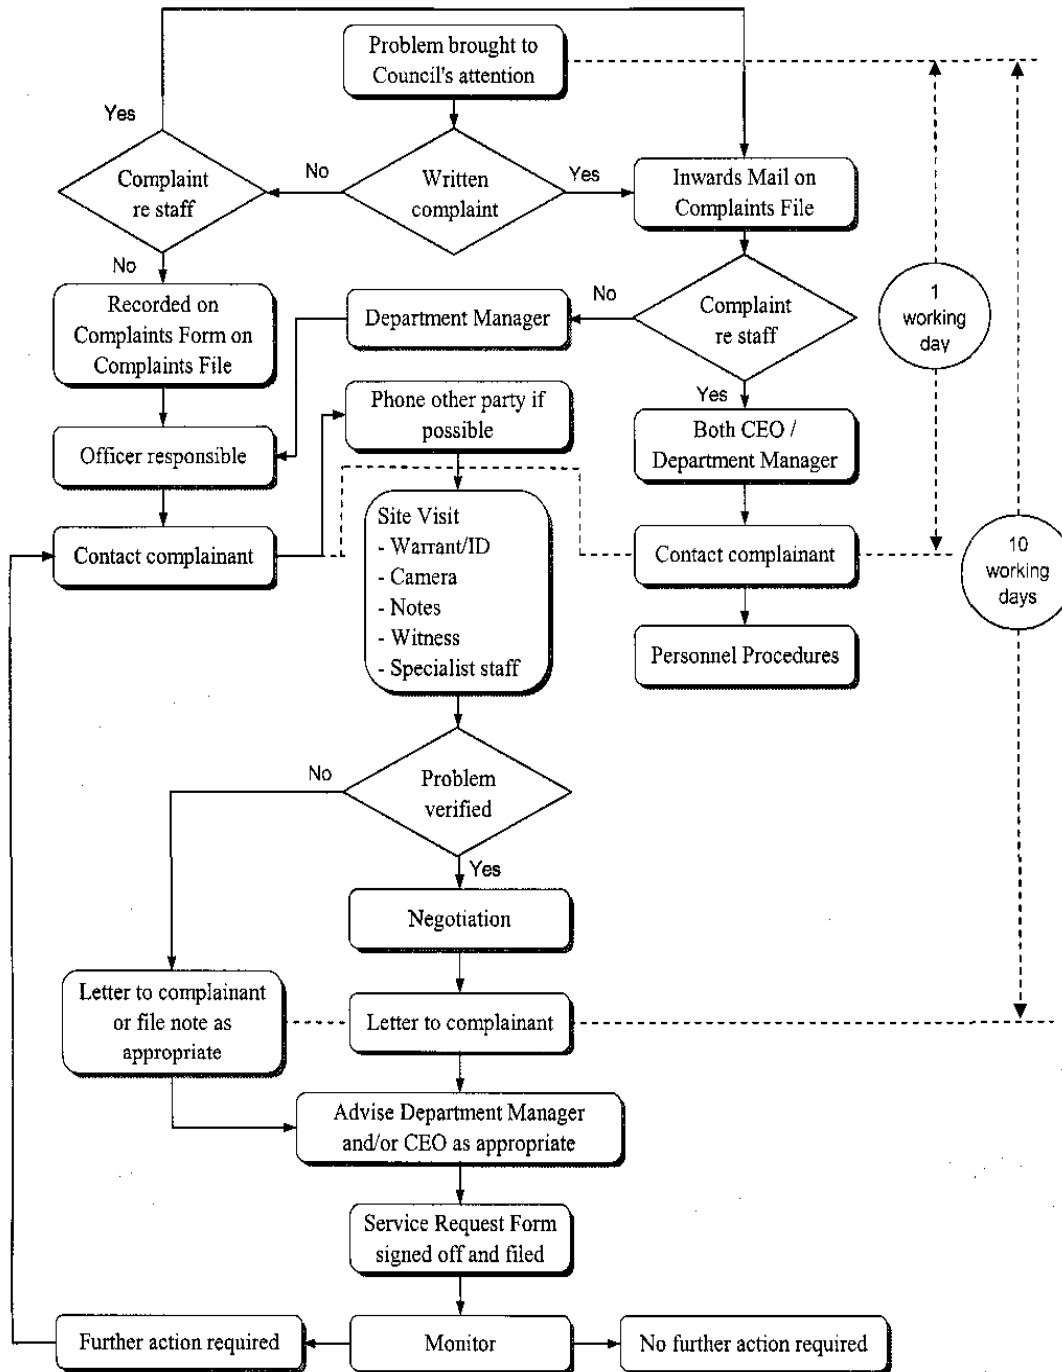 Problem brought to
Council's attention
Yes
Complaint
re staff
No
Written
complaint
Yes
Inwards Mail on
Complaints File
No
Recorded on
Complaints Form on
Complaints File
Department Manager
No
Complaint
re staff
1
working
day
Yes
Phone other party if
possible
Both CEO /
Department Manager
Officer responsible
Contact complainant
Site Visit
- Warrant/ID
- Camera
- Notes
- Witness
- Specialist staff
Contact complainant
10
working
days
Personnel Procedures
No
Problem
verified
Yes
Negotiation
Letter to complainant
or file note as
appropriate
Letter to complainant
Advise Department Manager
and/or CEO as appropriate
Service Request Form
signed off and filed
Further action required
Monitor
No further action required